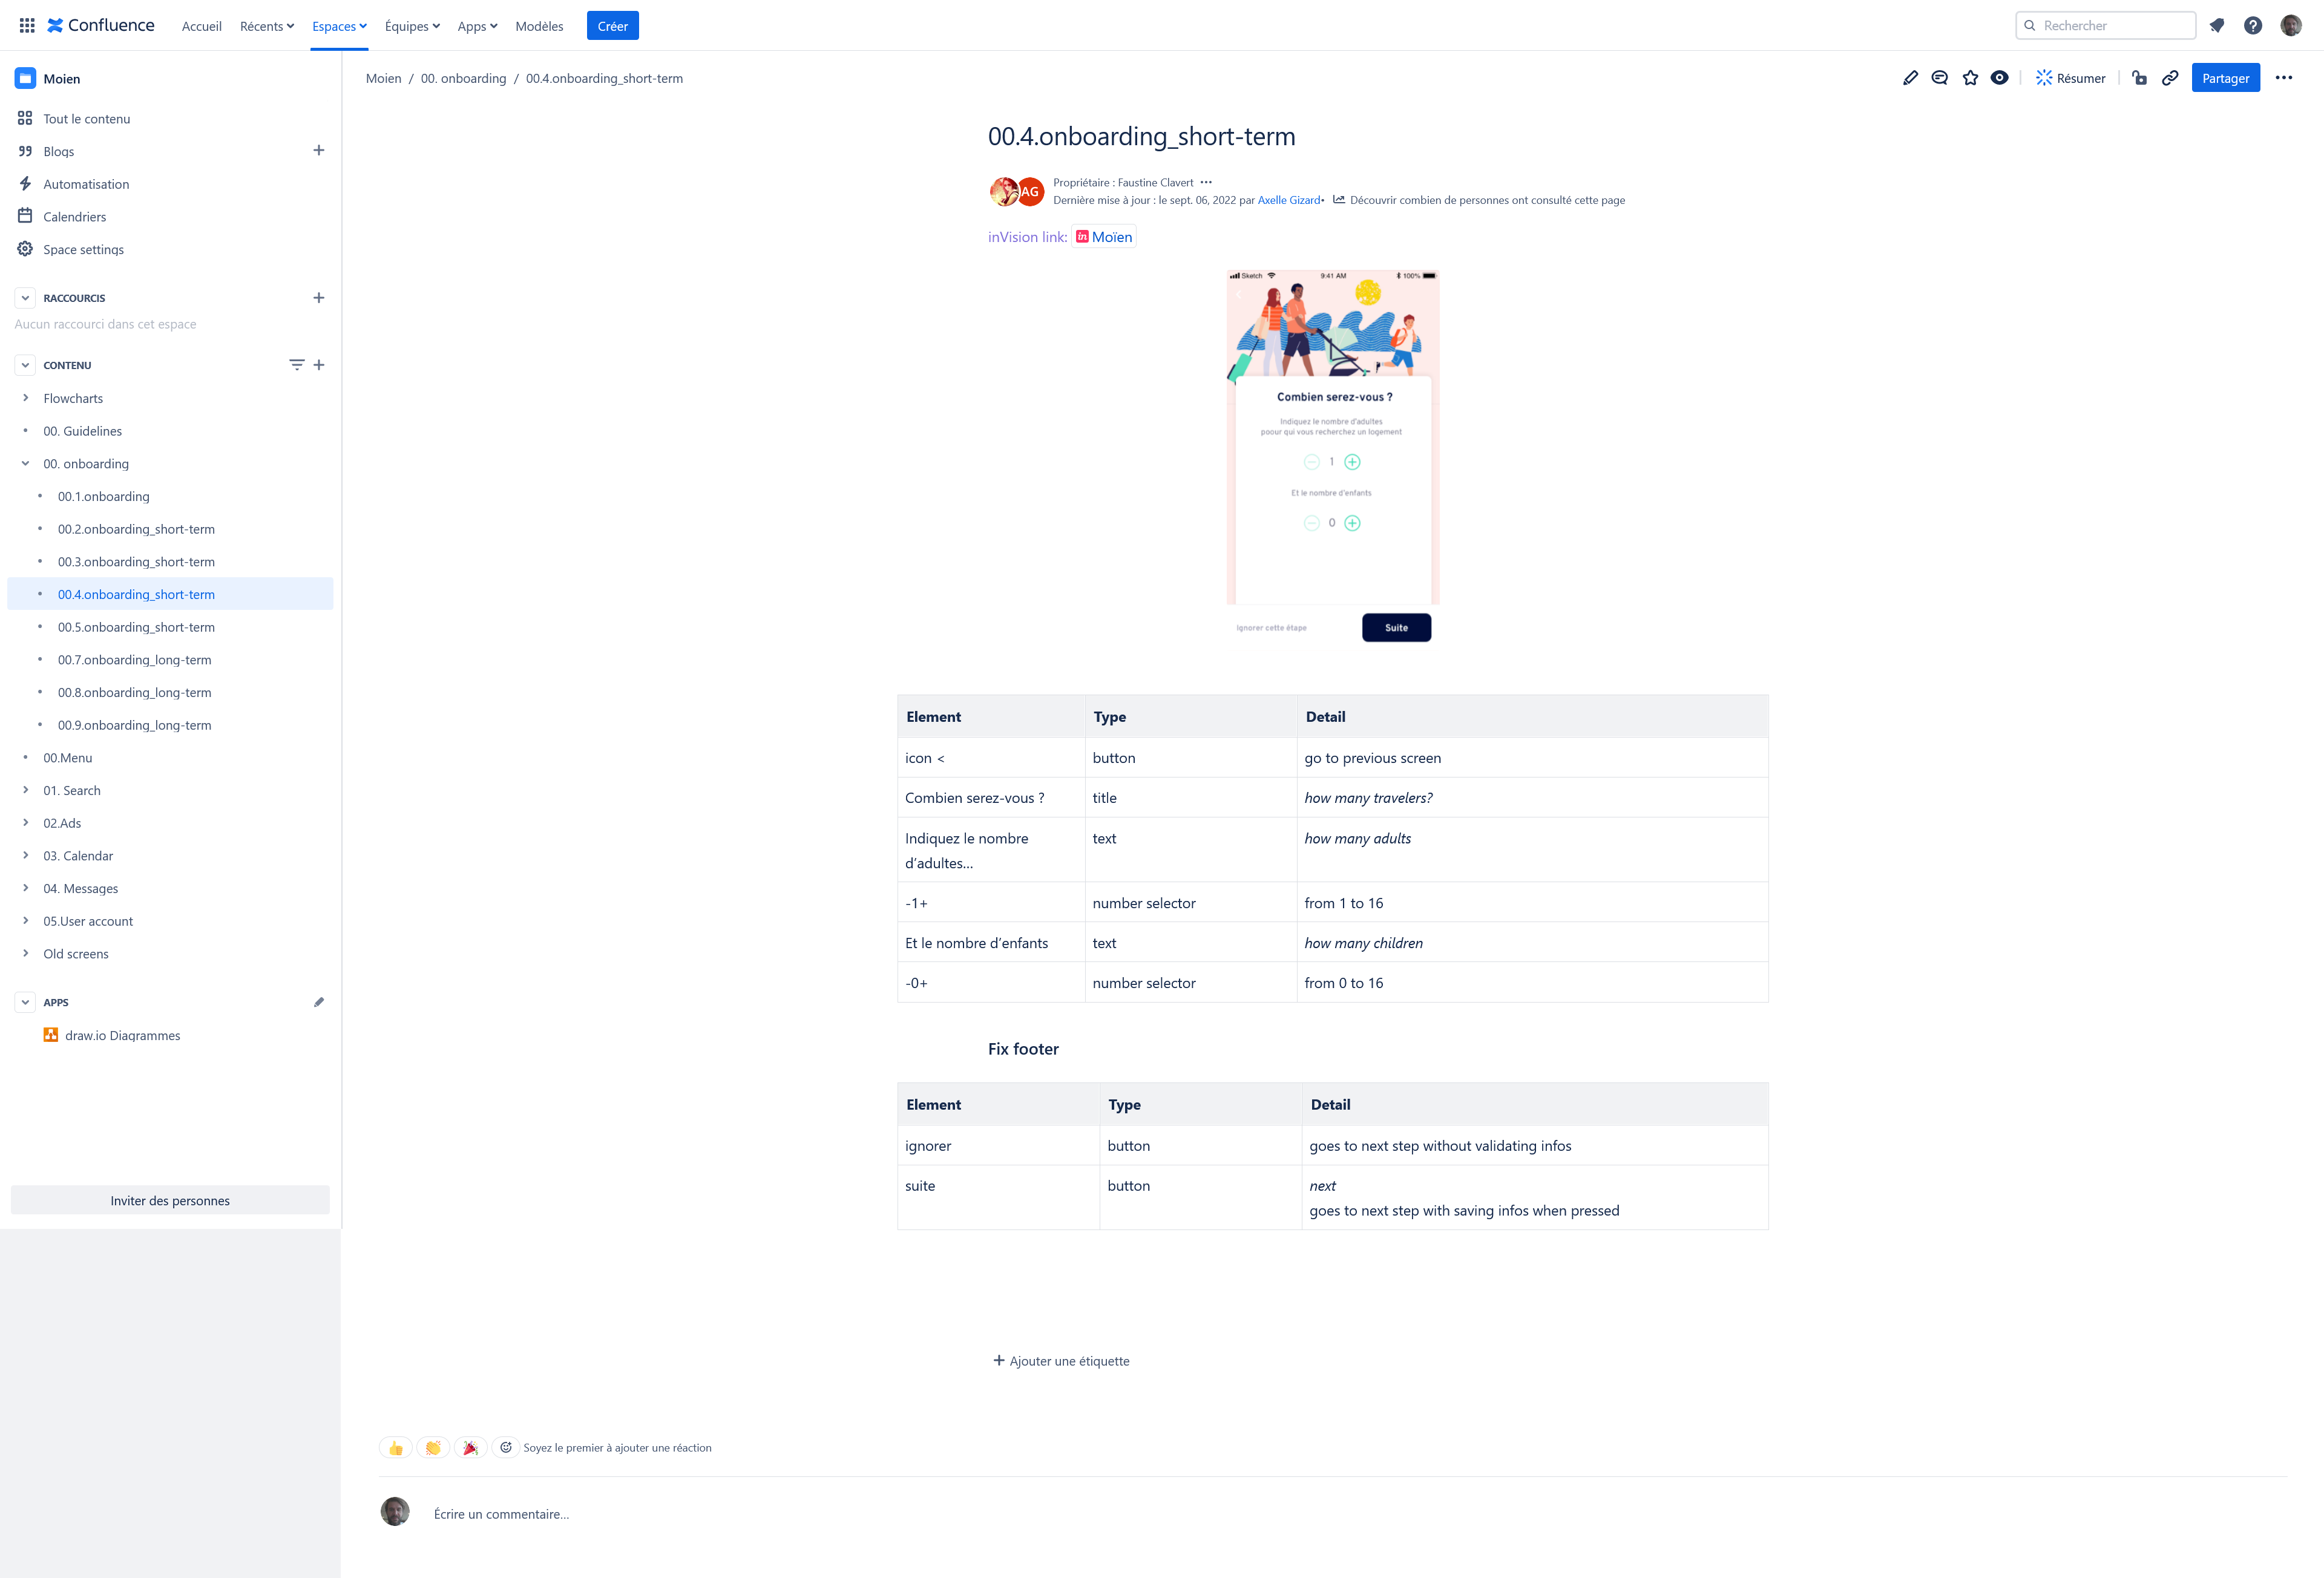 Confluence
Accueil
Récents
Espaces
Équipes
Apps
Modèles
Créer
Rechercher
Moien
Tout le contenu
Blogs
Automatisation
Calendriers
Space settings
RACCOURCIS
Aucun raccourci dans cet espace
CONTENU
Flowcharts
00. Guidelines
00. onboarding
00.1.onboarding
00.2.onboarding_short-term
00.3.onboarding_short-term
00.4.onboarding_short-term
00.5.onboarding_short-term
00.7.onboarding_long-term
00.8.onboarding_long-term
00.9.onboarding_long-term
00.Menu
01. Search
02.Ads
03. Calendar
04. Messages
05.User account
Old screens
APPS
draw.io Diagrammes
Inviter des personnes
Moien / 00. onboarding / 00.4.onboarding_short-term
Résumer
Partager
00.4.onboarding_short-term
AG
Propriétaire : Faustine Clavert
Dernière mise à jour : le sept. 06, 2022 par Axelle Gizard• Découvrir combien de personnes ont consulté cette page
inVision link: in Moïen
Sketch 9:41 AM 100%
Combien serez-vous ?
Indiquez le nombre d'adultes
poour qui vous recherchez un logement
1
Et le nombre d'enfants
0
Ignorer cette étape
Suite
Element Type Detail
icon < button go to previous screen
Combien serez-vous ? title how many travelers?
Indiquez le nombre text how many adults
d'adultes…
-1+ number selector from 1 to 16
Et le nombre d'enfants text how many children
-0+ number selector from 0 to 16
Fix footer
Element Type Detail
ignorer button goes to next step without validating infos
suite button next
goes to next step with saving infos when pressed
Ajouter une étiquette
Soyez le premier à ajouter une réaction
Écrire un commentaire…